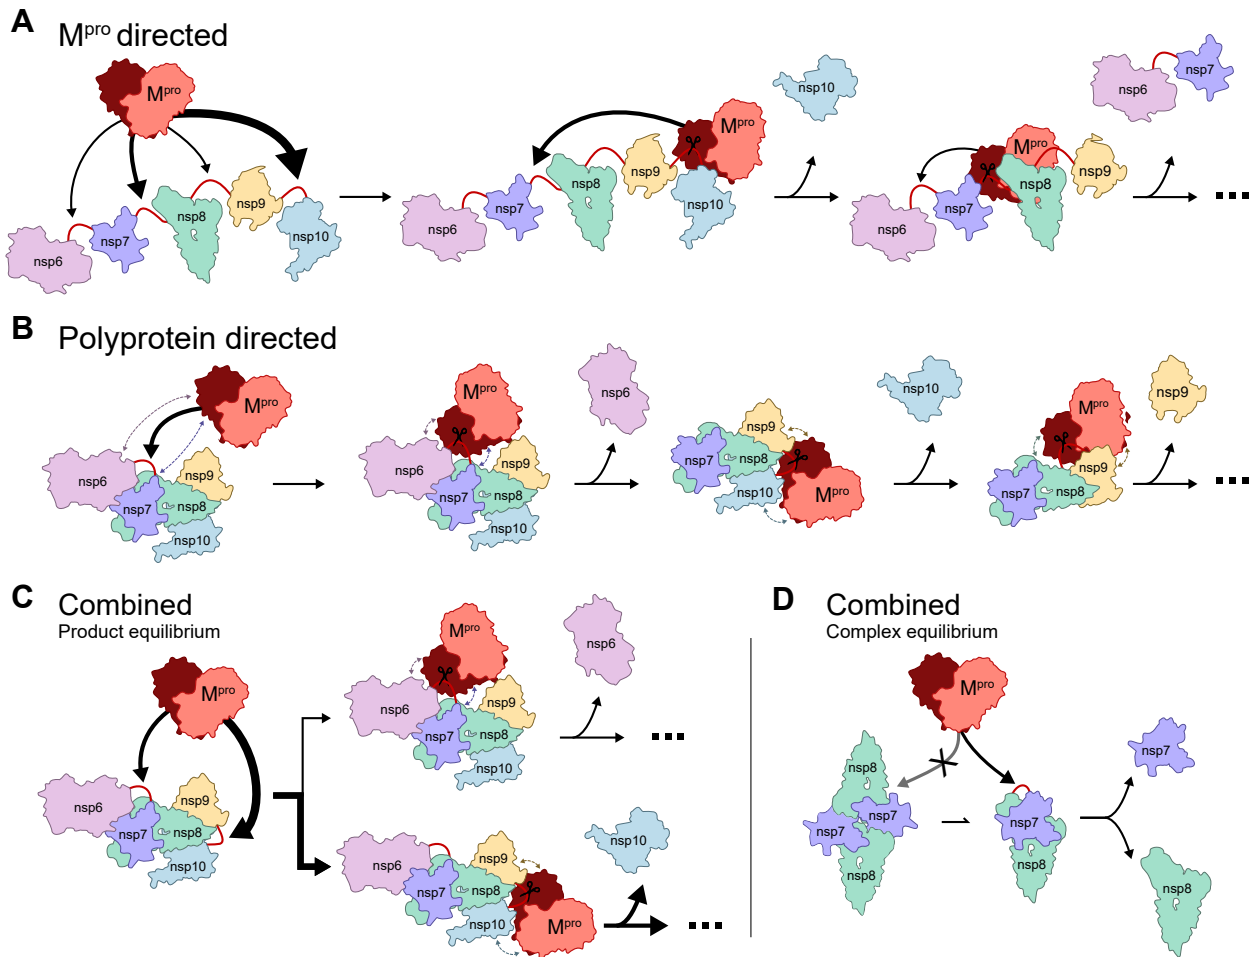 A
Mpro directed
Mpro
nsp6
nsp7
nsp8
nsp9
nsp10
nsp6
nsp7
nsp8
nsp9
Mpro
nsp10
nsp10
nsp6
nsp7
Mpro
nsp8
nsp9
nsp6
nsp7
B
Polyprotein directed
Mpro
nsp6
nsp9
nsp7
nsp8
nsp10
Mpro
nsp6
nsp9
nsp7
nsp8
nsp10
nsp6
nsp9
nsp7
nsp8
nsp10
Mpro
nsp10
Mpro
nsp9
nsp7
nsp8
nsp9
C
Combined
Product equilibrium
Mpro
nsp6
nsp9
nsp7
nsp8
nsp10
Mpro
nsp6
nsp9
nsp7
nsp8
nsp10
nsp6
nsp6
nsp9
nsp7
nsp8
nsp10
Mpro
nsp10
D
Combined
Complex equilibrium
Mpro
nsp8
nsp7
nsp7
nsp8
nsp7
nsp8
nsp7
nsp8